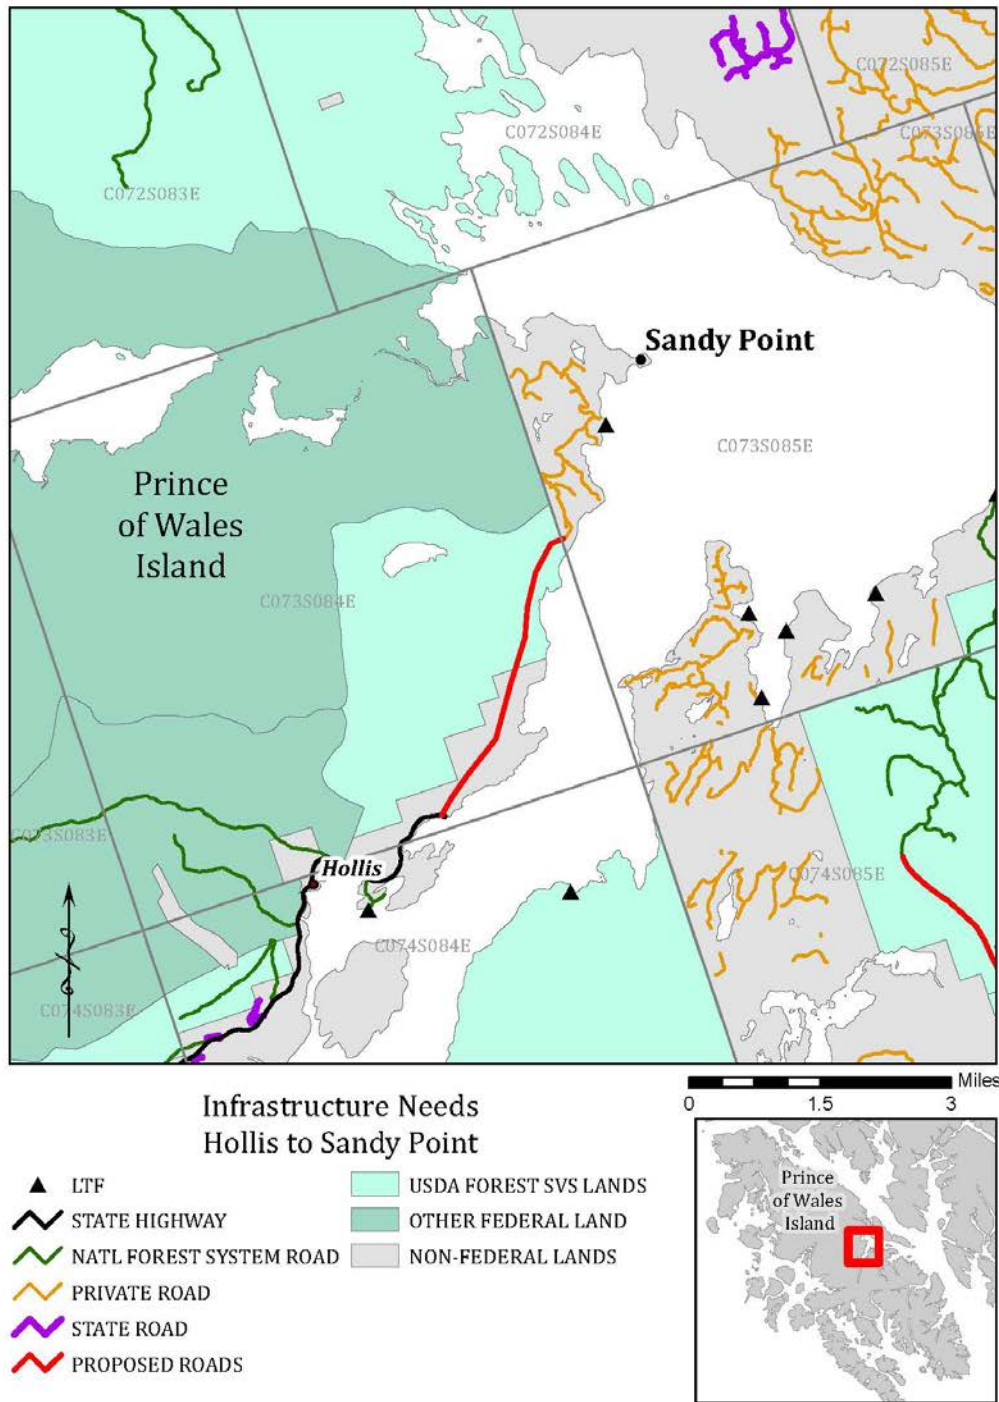 C072S085E
C072S084E
C073S086E
C072S083E
Sandy Point
C073S085E
Prince
of Wales
Island
C073S084E
C073S083E
Hollis
C074S085E
C074S084E
C074S083E
Infrastructure Needs
Hollis to Sandy Point
Miles
0 1.5 3
LTF
STATE HIGHWAY
NATL FOREST SYSTEM ROAD
PRIVATE ROAD
STATE ROAD
PROPOSED ROADS
USDA FOREST SVS LANDS
OTHER FEDERAL LAND
NON-FEDERAL LANDS
Prince
of Wales
Island